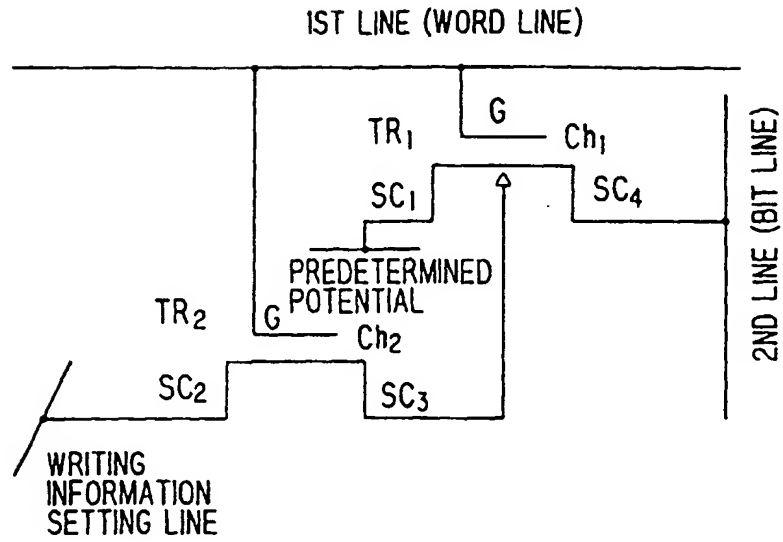 1ST LINE (WORD LINE)
G
TR1
Ch1
SC1
SC4
2ND LINE (BIT LINE)
PREDETERMINED
POTENTIAL
TR2
G
Ch2
SC2
SC3
WRITING
INFORMATION
SETTING LINE